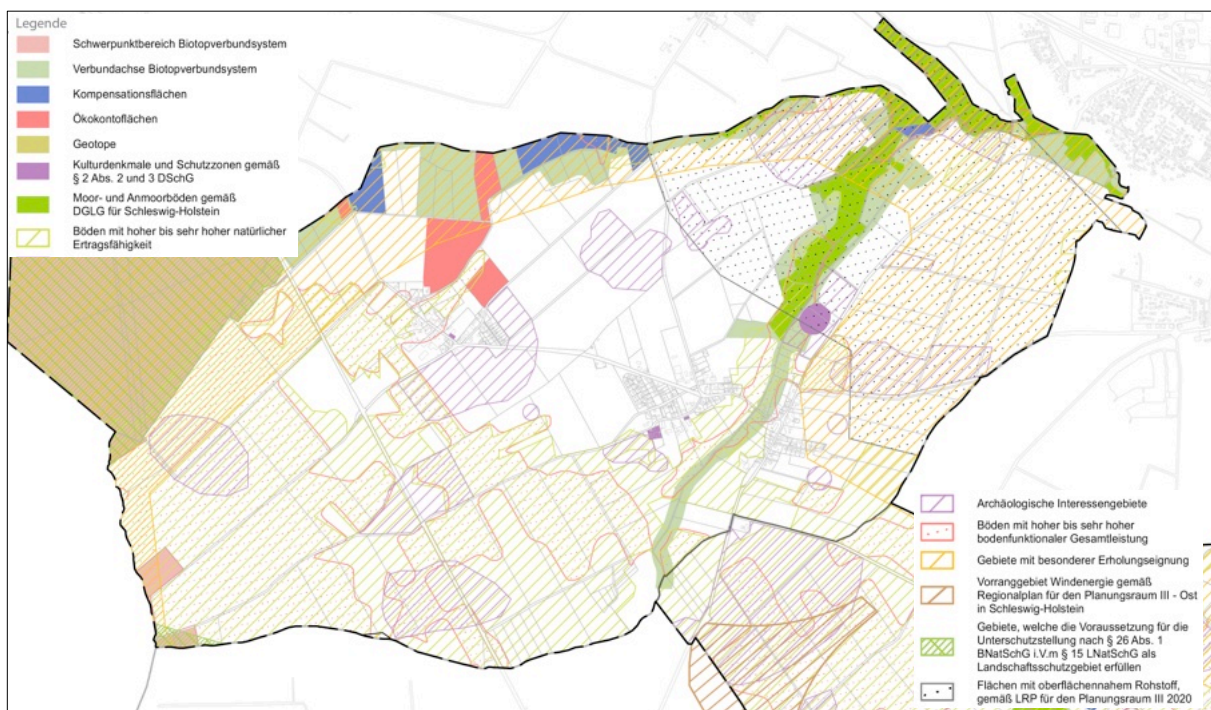 Legende
Schwerpunktbereich Biotopverbundsystem
Verbundachse Biotopverbundsystem
Kompensationsflächen
Ökokontoflächen
Geotope
Kulturdenkmale und Schutzzonen gemäß
§ 2 Abs. 2 und 3 DSchG
Moor- und Anmoorböden gemäß
DGLG für Schleswig-Holstein
Böden mit hoher bis sehr hoher natürlicher
Ertragsfähigkeit
Archäologische Interessengebiete
Böden mit hoher bis sehr hoher
bodenfunktionaler Gesamtleistung
Gebiete mit besonderer Erholungseignung
Vorranggebiet Windenergie gemäß
Regionalplan für den Planungsraum III - Ost
in Schleswig-Holstein
Gebiete, welche die Voraussetzung für die
Unterschutzstellung nach § 26 Abs. 1
BNatSchG i.V.m § 15 LNatSchG als
Landschaftsschutzgebiet erfüllen
Flächen mit oberflächennahem Rohstoff,
gemäß LRP für den Planungsraum III 2020